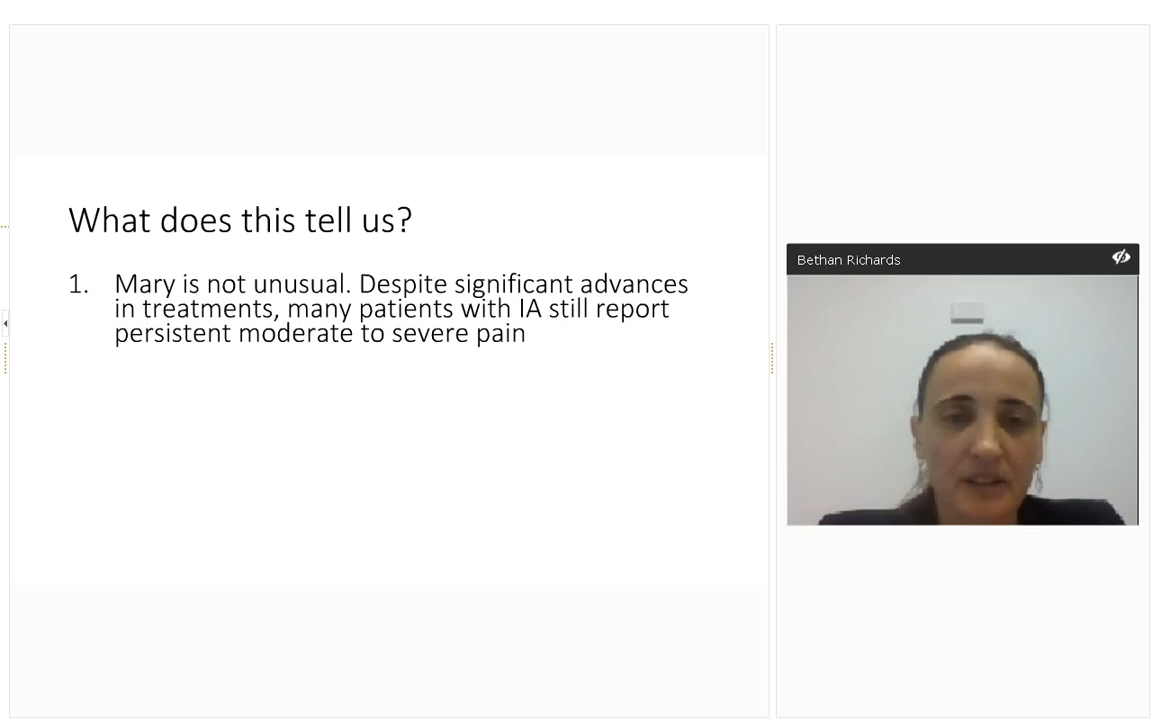 What does this tell us?
1. Mary is not unusual. Despite significant advances
in treatments, many patients with IA still report
persistent moderate to severe pain
Bethan Richards